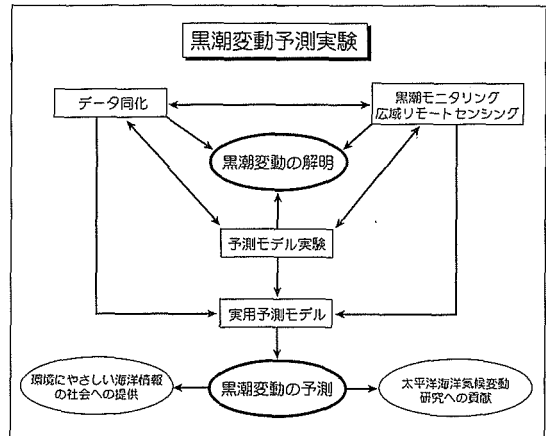 黒潮変動予測実験
データ同化
黒潮モニタリング
広域リモートセンシング
黒潮変動の解明
予測モデル実験
実用予測モデル
環境にやさしい海洋情報
の社会への提供
黒潮変動の予測
太平洋海洋気候変動
研究への貢献